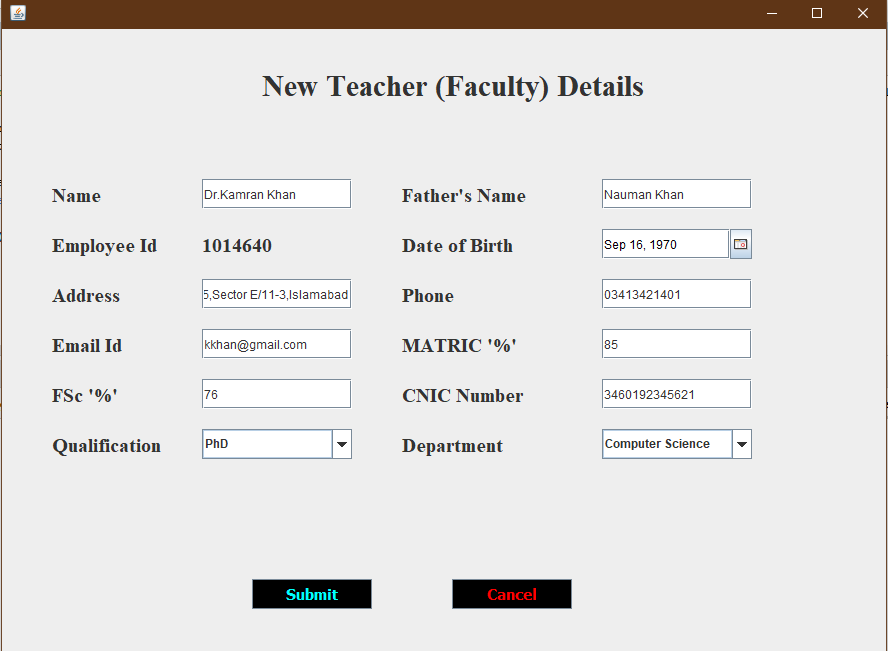 New Teacher (Faculty) Details
Name Dr.Kamran Khan Father's Name Nauman Khan
Employee Id 1014640 Date of Birth Sep 16, 1970
Address 5,Sector E/11-3,Islamabad Phone 03413421401
Email Id kkhan@gmail.com MATRIC '%' 85
FSc '%' 76 CNIC Number 3460192345621
Qualification PhD Department Computer Science
Submit Cancel